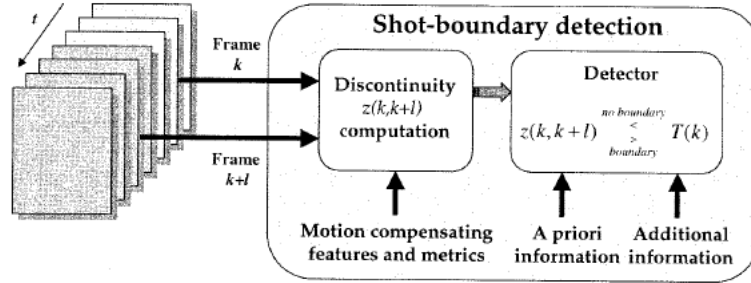 Shot-boundary detection
t
Frame
k
Discontinuity
z(k,k+l)
computation
Detector
no boundary
<
z(k, k + l) T(k)
>
boundary
Frame
k+l
Motion compensating
features and metrics
A priori
information
Additional
information